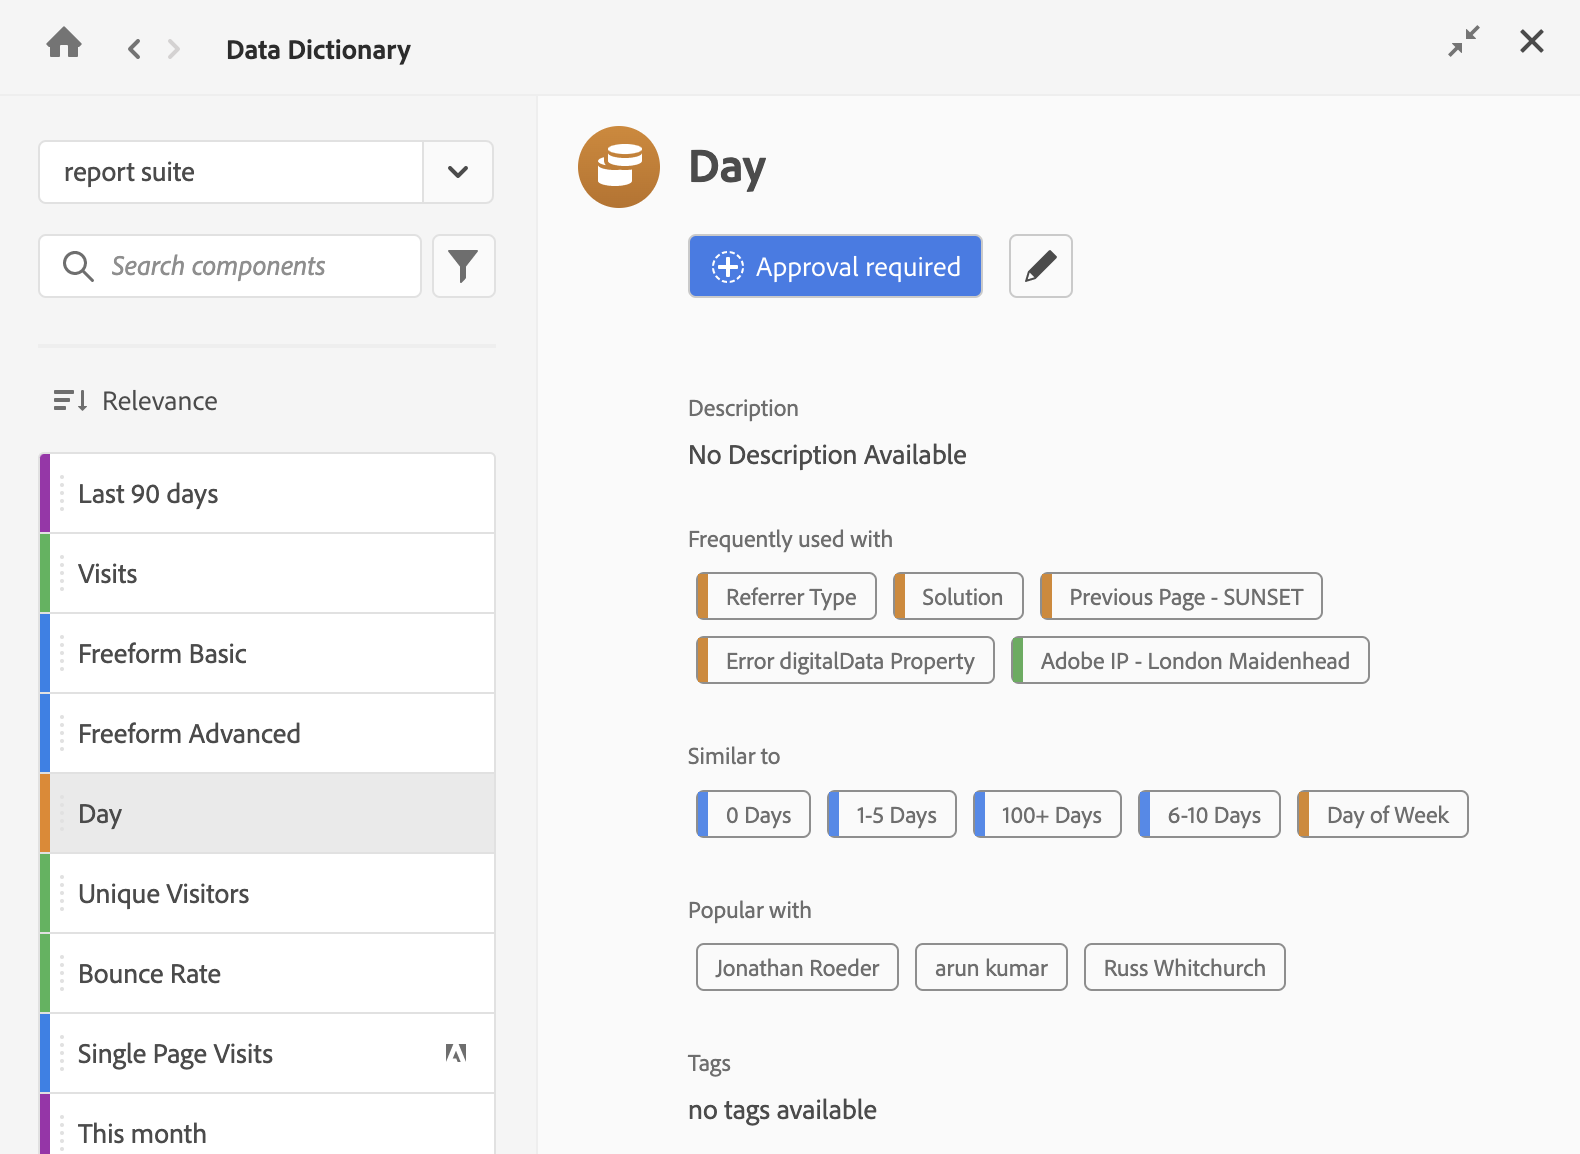 Data Dictionary
report suite
Search components
Relevance
Last 90 days
Visits
Freeform Basic
Freeform Advanced
Day
Unique Visitors
Bounce Rate
Single Page Visits
This month
Day
Approval required
Description
No Description Available
Frequently used with
Referrer Type Solution Previous Page - SUNSET
Error digitalData Property Adobe IP - London Maidenhead
Similar to
0 Days 1-5 Days 100+ Days 6-10 Days Day of Week
Popular with
Jonathan Roeder arun kumar Russ Whitchurch
Tags
no tags available